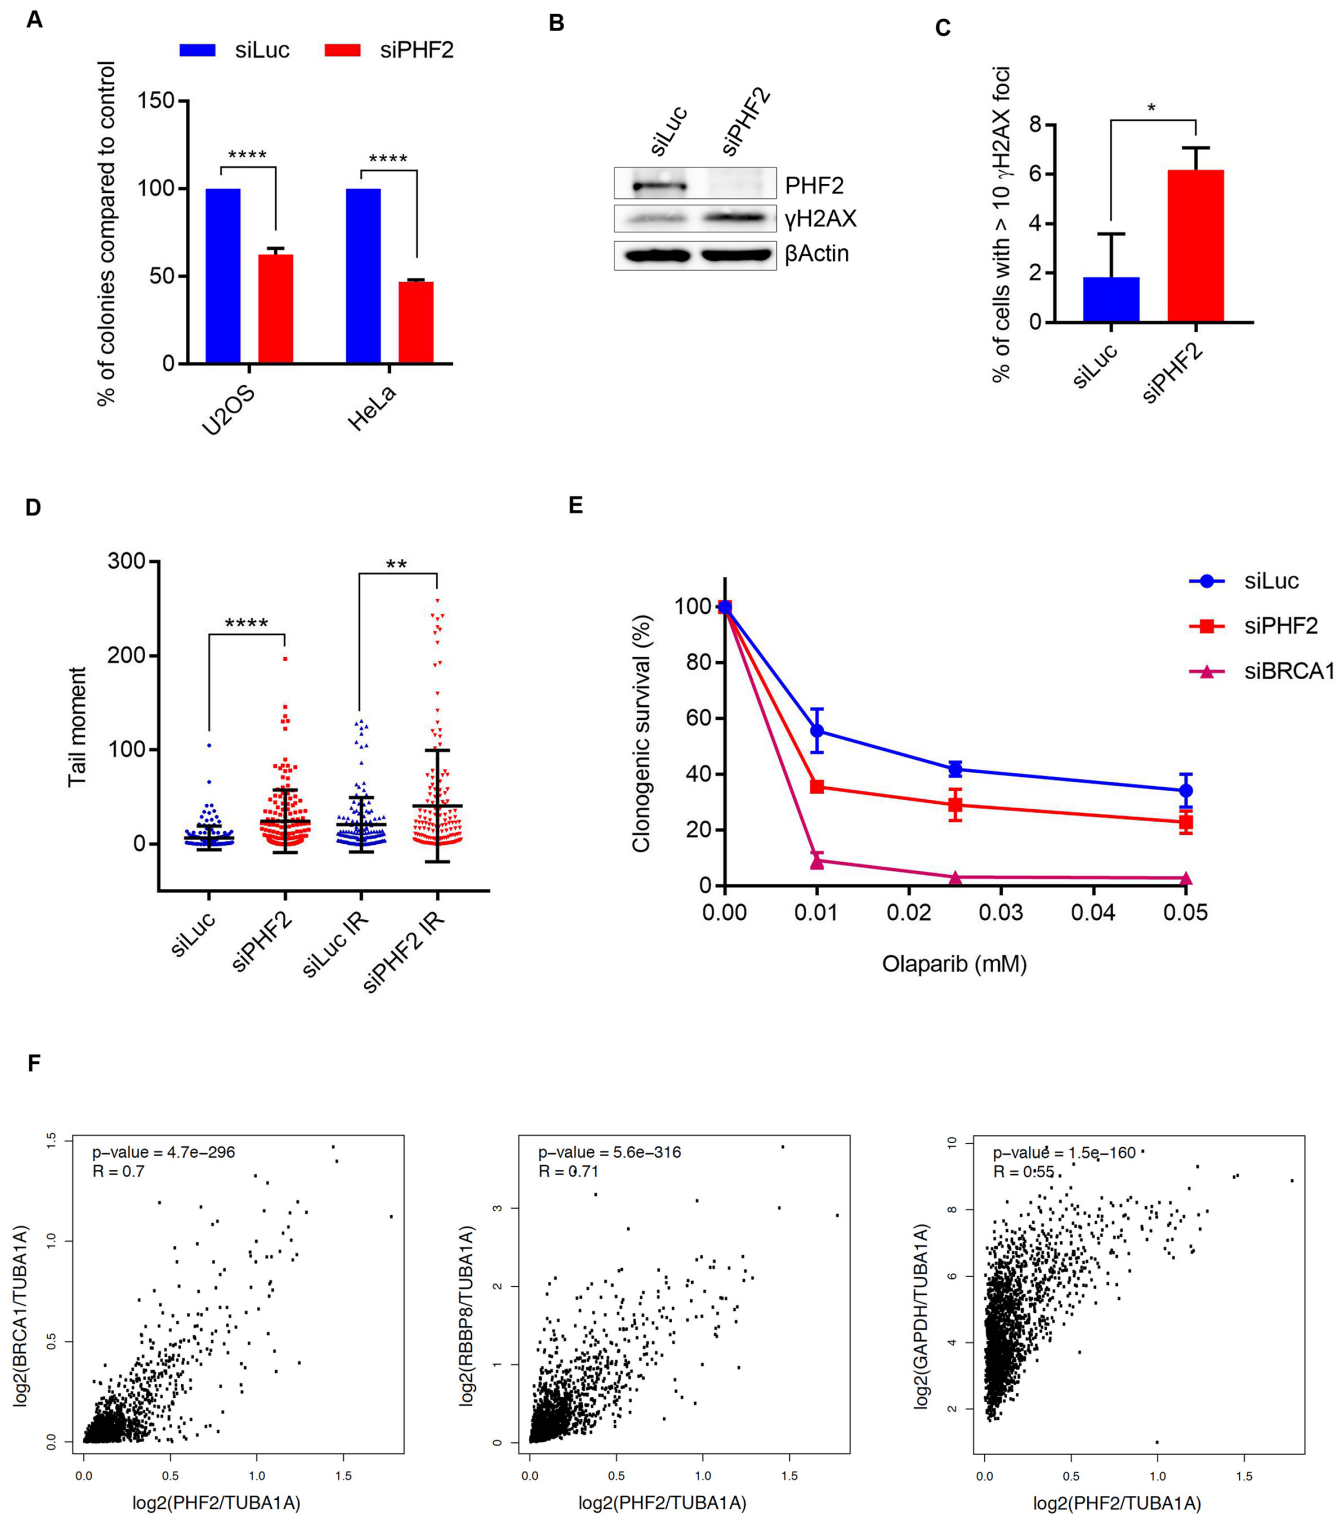 A
siLuc
siPHF2
% of colonies compared to control
150
100
50
0
****
****
U2OS
HeLa
B
siLuc
siPHF2
PHF2
γH2AX
βActin
C
% of cells with > 10 γH2AX foci
8
6
4
2
0
*
siLuc
siPHF2
D
Tail moment
300
200
100
0
****
**
siLuc
siPHF2
siLuc IR
siPHF2 IR
E
Clonogenic survival (%)
100
80
60
40
20
0
0.00
0.01
0.02
0.03
0.04
0.05
Olaparib (mM)
siLuc
siPHF2
siBRCA1
F
p−value = 4.7e−296
R = 0.7
log2(BRCA1/TUBA1A)
1.5
1.0
0.5
0.0
0.0
0.5
1.0
1.5
log2(PHF2/TUBA1A)
p−value = 5.6e−316
R = 0.71
log2(RBBP8/TUBA1A)
3
2
1
0
0.0
0.5
1.0
1.5
log2(PHF2/TUBA1A)
p−value = 1.5e−160
R = 0.55
log2(GAPDH/TUBA1A)
10
8
6
4
2
0.0
0.5
1.0
1.5
log2(PHF2/TUBA1A)